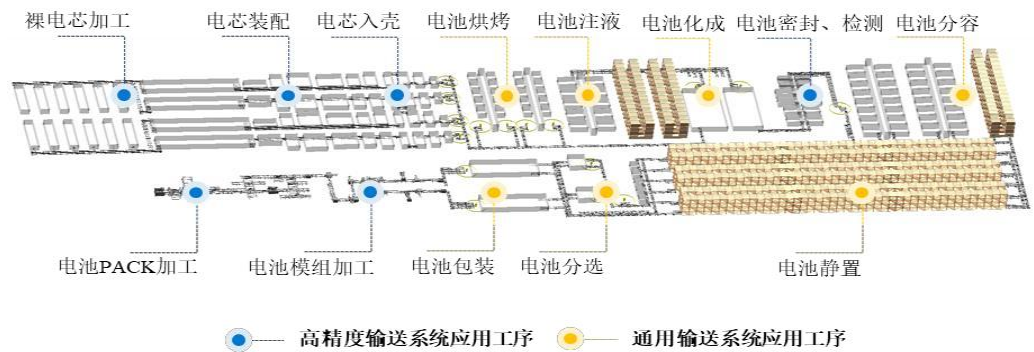 裸电芯加工 电芯装配 电芯入壳 电池烘烤 电池注液 电池化成 电池密封、检测 电池分容
电池PACK加工 电池模组加工 电池包装 电池分选 电池静置
高精度输送系统应用工序 通用输送系统应用工序